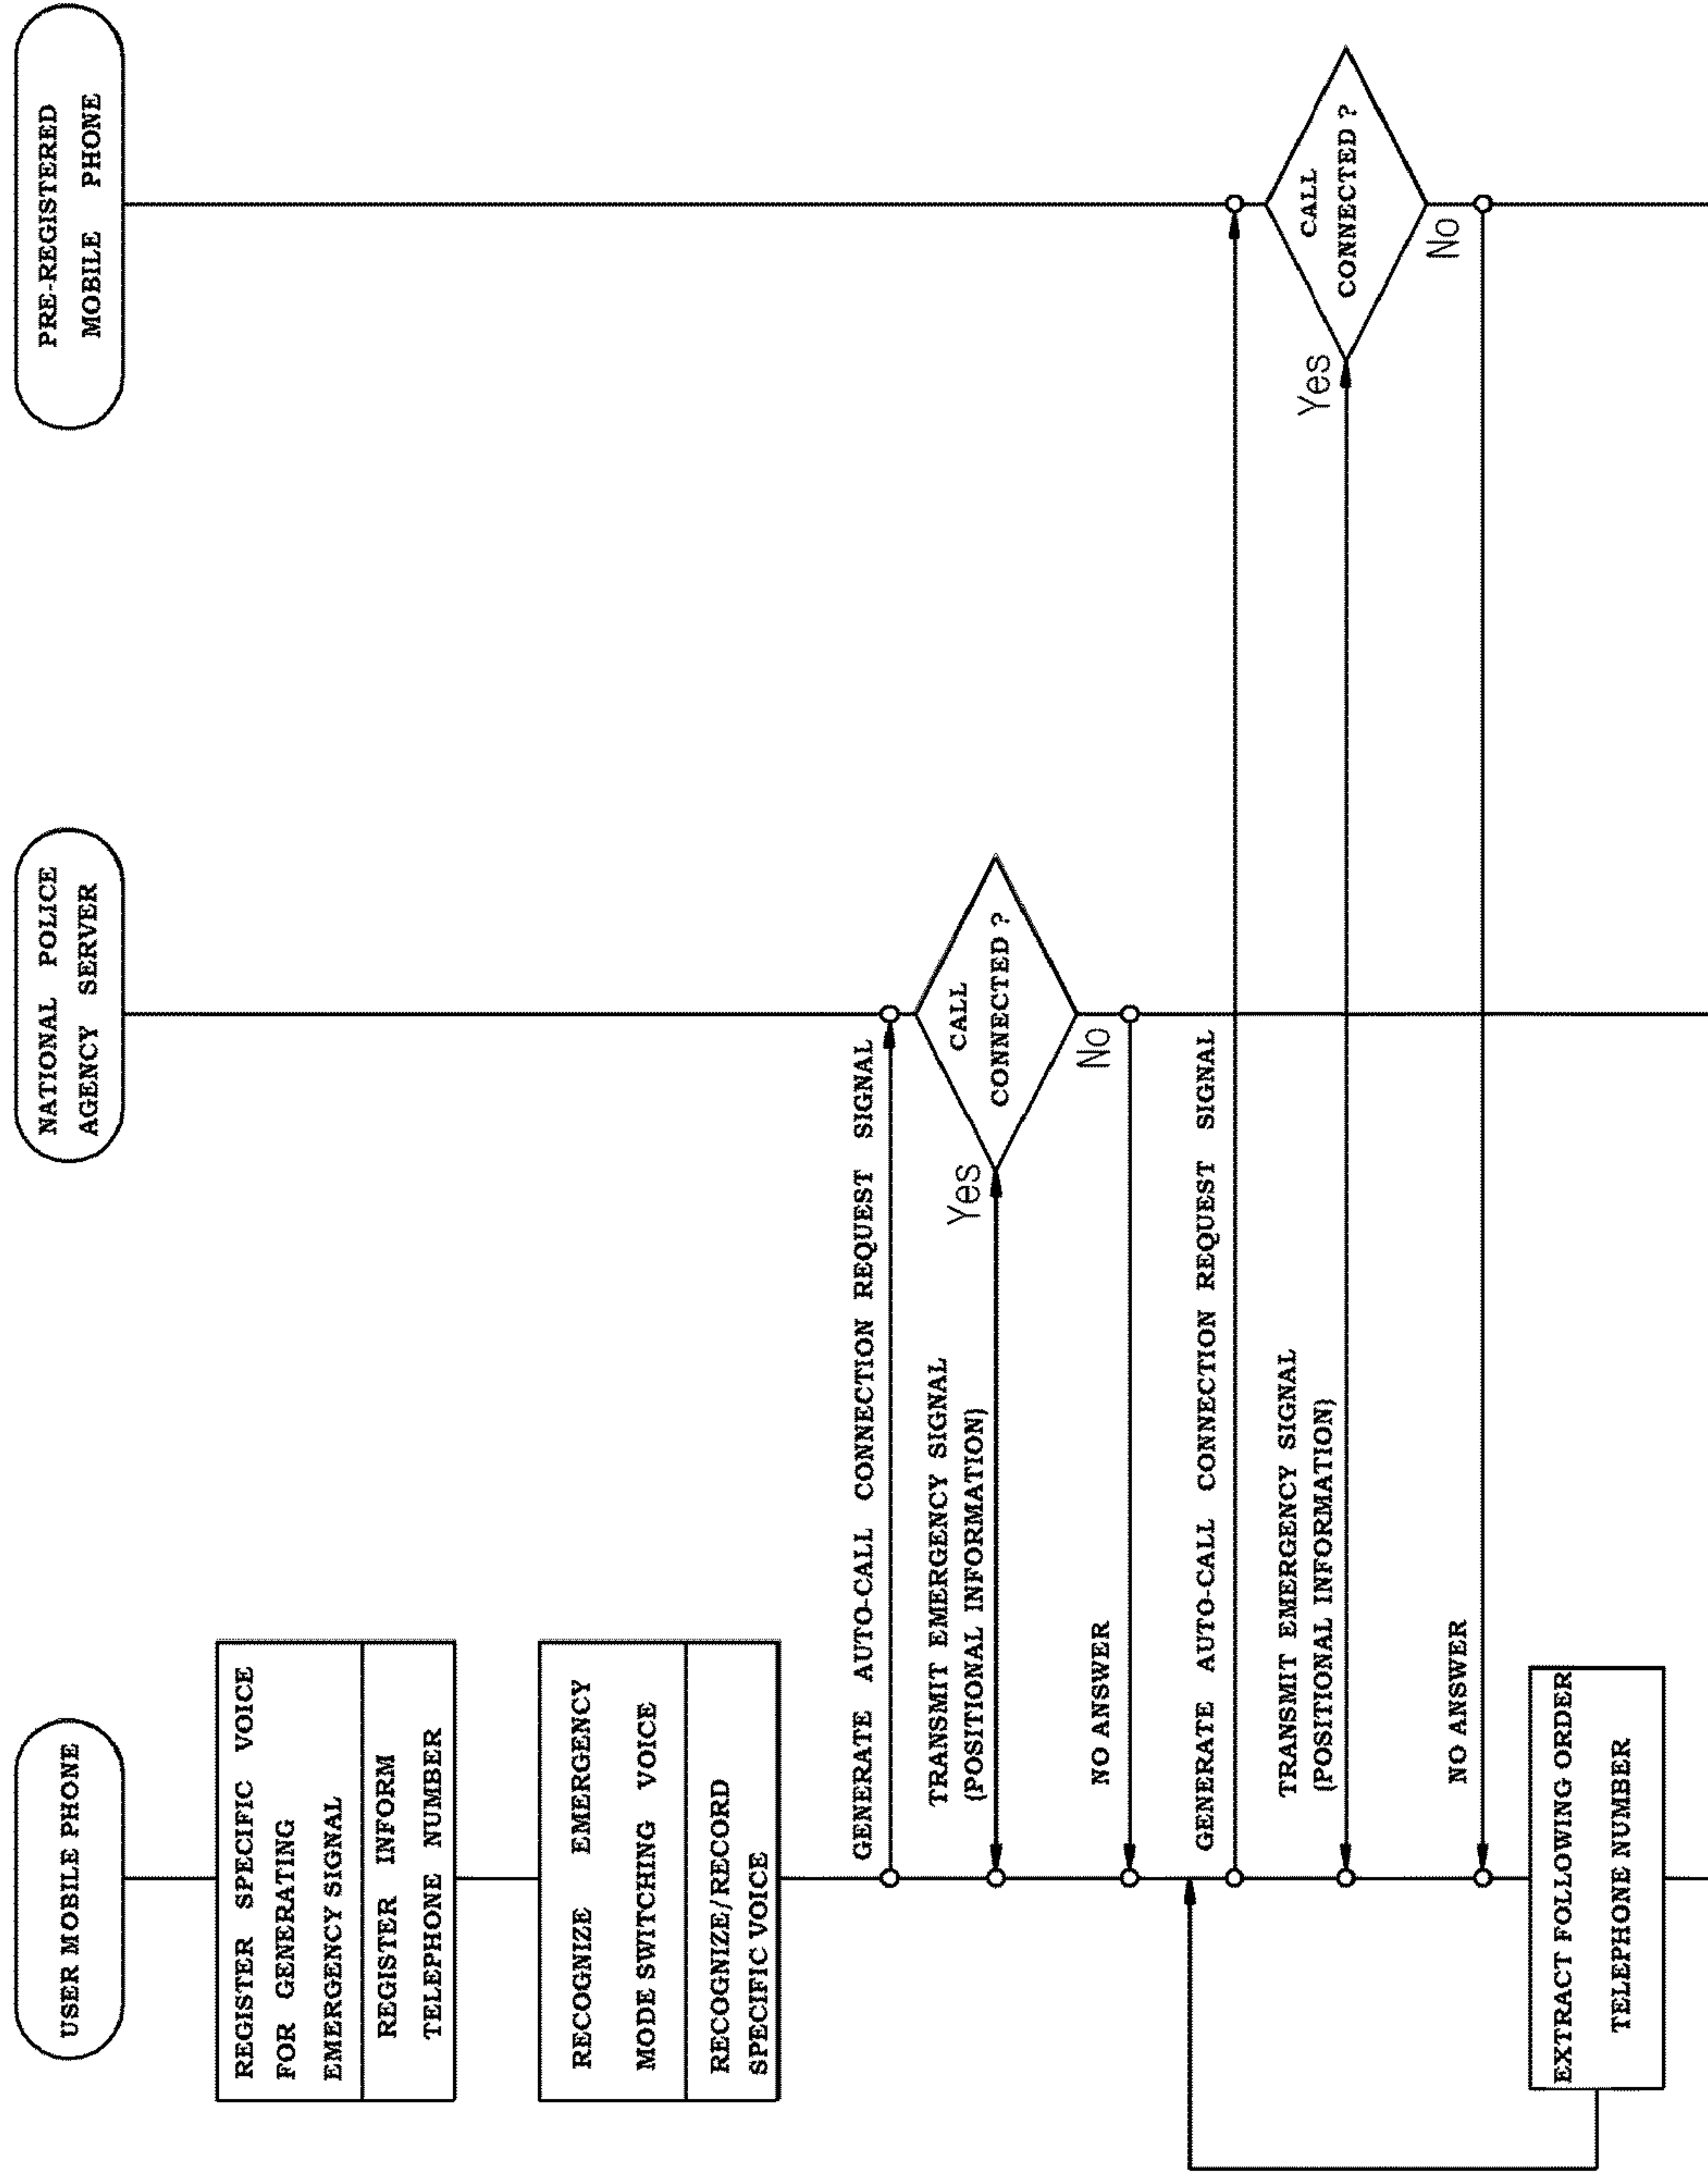 USER MOBILE PHONE
NATIONAL POLICE
AGENCY SERVER
PRE-REGISTERED
MOBILE PHONE
REGISTER SPECIFIC VOICE
FOR GENERATING
EMERGENCY SIGNAL
REGISTER INFORM
TELEPHONE NUMBER
RECOGNIZE EMERGENCY
MODE SWITCHING VOICE
RECOGNIZE/RECORD
SPECIFIC VOICE
GENERATE AUTO-CALL CONNECTION REQUEST SIGNAL
CALL
CONNECTED ?
Yes
TRANSMIT EMERGENCY SIGNAL
(POSITIONAL INFORMATION)
No
NO ANSWER
GENERATE AUTO-CALL CONNECTION REQUEST SIGNAL
CALL
CONNECTED ?
Yes
TRANSMIT EMERGENCY SIGNAL
(POSITIONAL INFORMATION)
No
NO ANSWER
EXTRACT FOLLOWING ORDER
TELEPHONE NUMBER